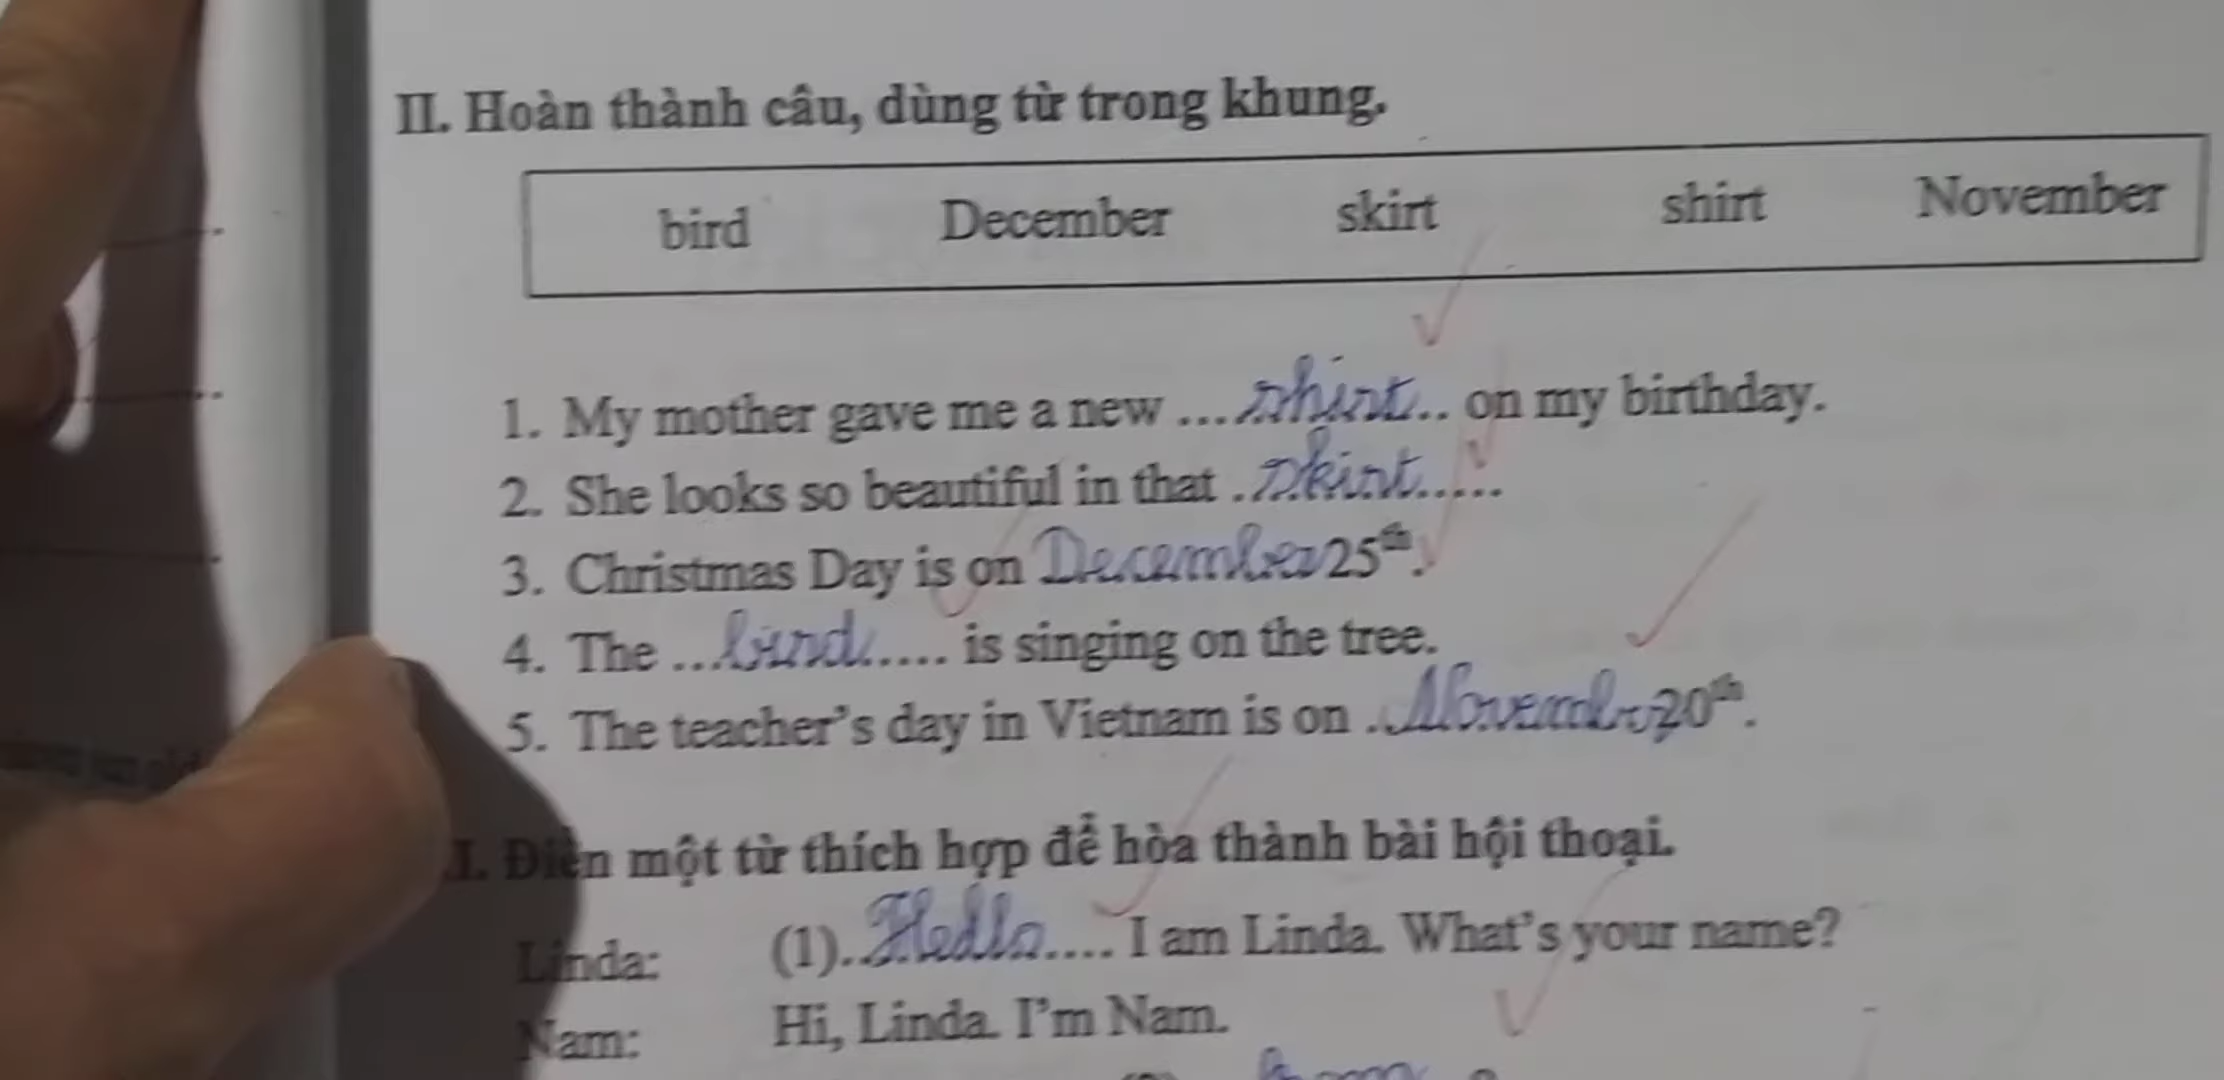 II. Hoàn thành câu, dùng từ trong khung.
bird December skirt shirt November
1. My mother gave me a new ...shirt.. on my birthday.
2. She looks so beautiful in that .skirt.....
3. Christmas Day is on December 25th.
4. The ...bird..... is singing on the tree.
5. The teacher's day in Vietnam is on ..November 20th.
I. Điền một từ thích hợp để hòa thành bài hội thoại.
Linda: (1)..Hello.... I am Linda. What's your name?
Nam: Hi, Linda. I'm Nam.